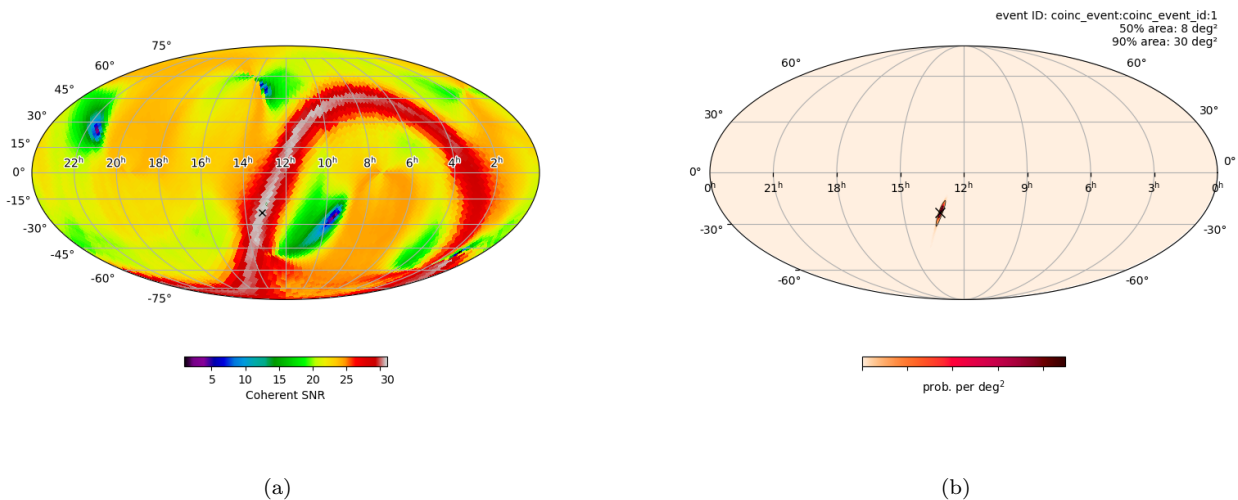 event ID: coinc_event:coinc_event_id:1
50% area: 8 deg²
90% area: 30 deg²
75°
60°
45°
30°
15°
0°
-15°
-30°
-45°
-60°
-75°
22h 20h 18h 16h 14h 12h 10h 8h 6h 4h 2h
5 10 15 20 25 30
Coherent SNR
(a)
60° 60°
30° 30°
0° 0°
0h 21h 18h 15h 12h 9h 6h 3h 0h
-30° -30°
-60° -60°
prob. per deg²
(b)